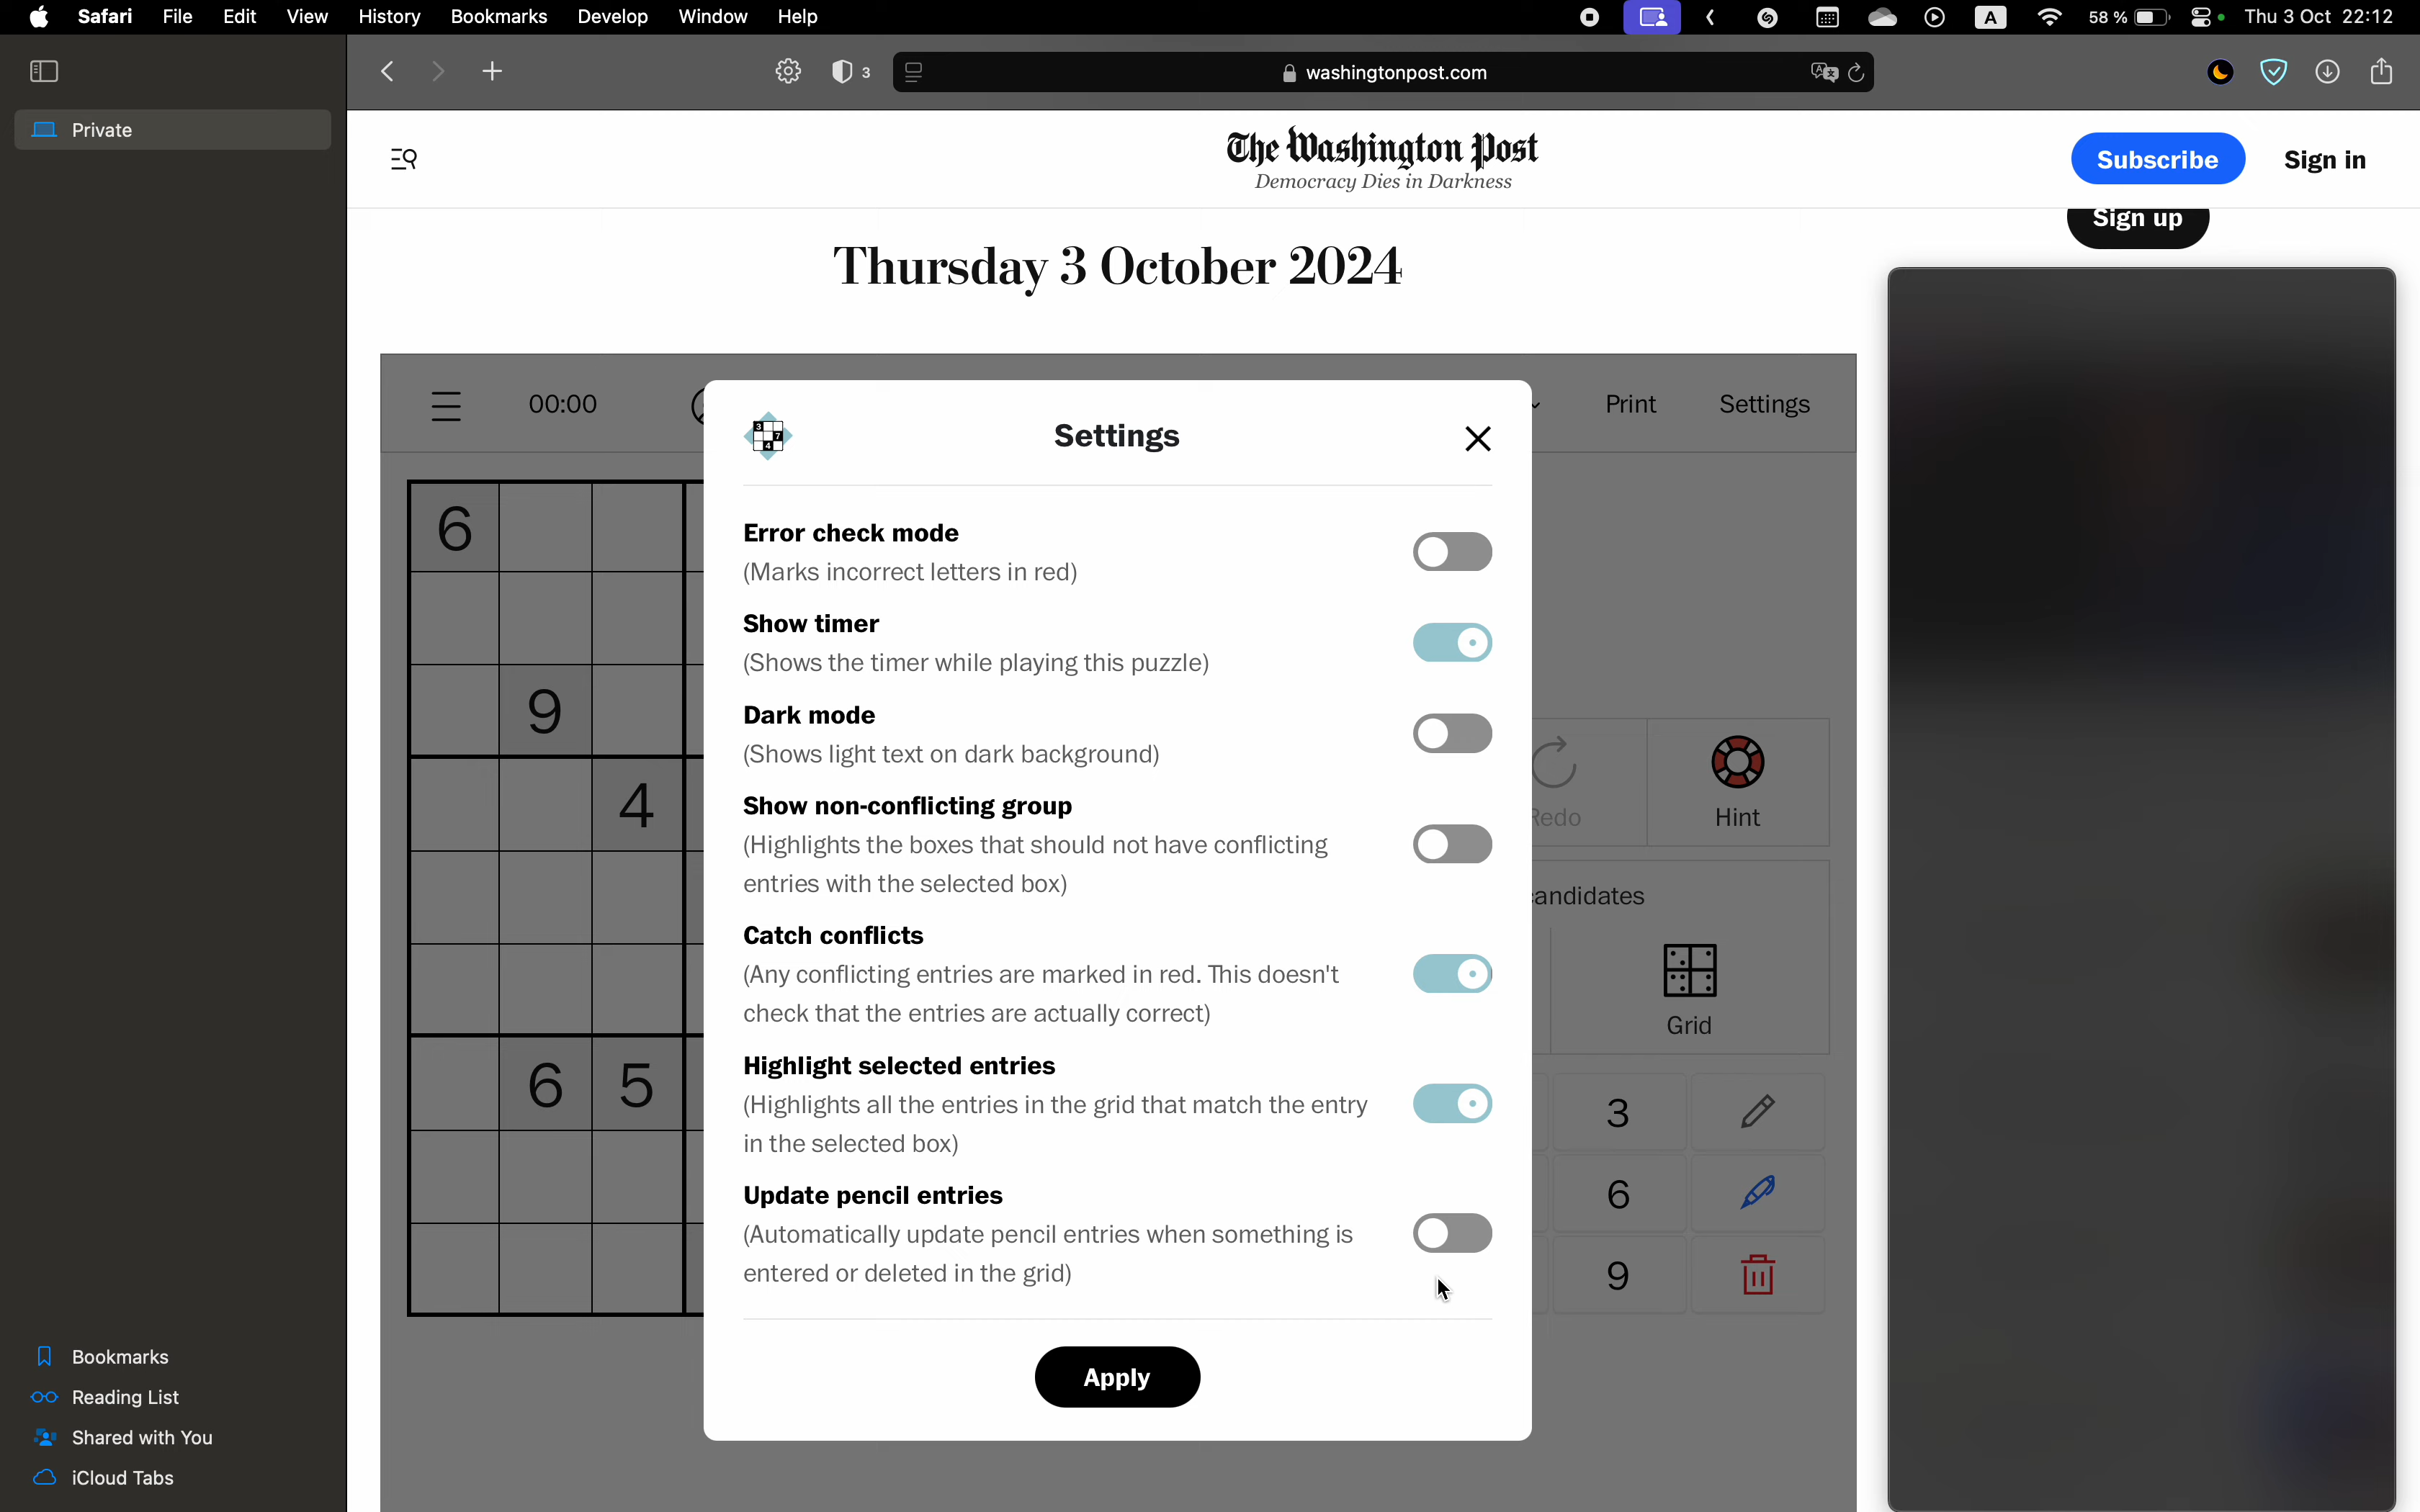 Safari File Edit View History Bookmarks Develop Window Help
A 58 % Thu 3 Oct 22:12
3 washingtonpost.com
Private
The Washington Post
Democracy Dies in Darkness
Subscribe Sign in
Sign up
Thursday 3 October 2024
00:00
Print Settings
Settings
6
9
4
6 5
Error check mode
(Marks incorrect letters in red)
Show timer
(Shows the timer while playing this puzzle)
Dark mode
(Shows light text on dark background)
Show non-conflicting group
(Highlights the boxes that should not have conflicting
entries with the selected box)
Catch conflicts
(Any conflicting entries are marked in red. This doesn't
check that the entries are actually correct)
Highlight selected entries
(Highlights all the entries in the grid that match the entry
in the selected box)
Update pencil entries
(Automatically update pencil entries when something is
entered or deleted in the grid)
Apply
Redo Hint
andidates
Grid
3
6
9
Bookmarks
Reading List
Shared with You
iCloud Tabs